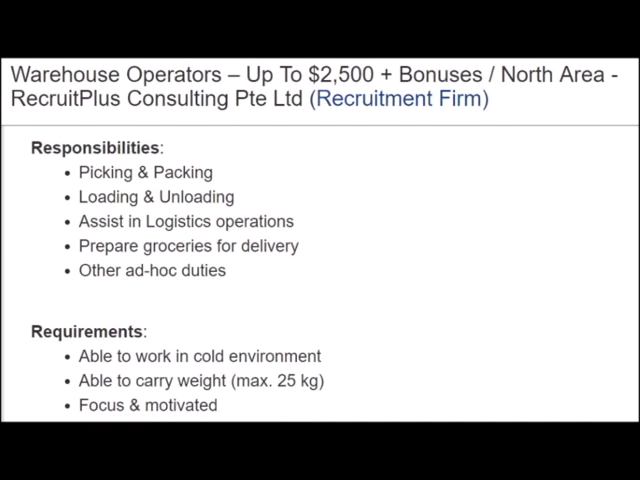 Warehouse Operators – Up To $2,500 + Bonuses / North Area -
RecruitPlus Consulting Pte Ltd (Recruitment Firm)
Responsibilities:
• Picking & Packing
• Loading & Unloading
• Assist in Logistics operations
• Prepare groceries for delivery
• Other ad-hoc duties
Requirements:
• Able to work in cold environment
• Able to carry weight (max. 25 kg)
• Focus & motivated